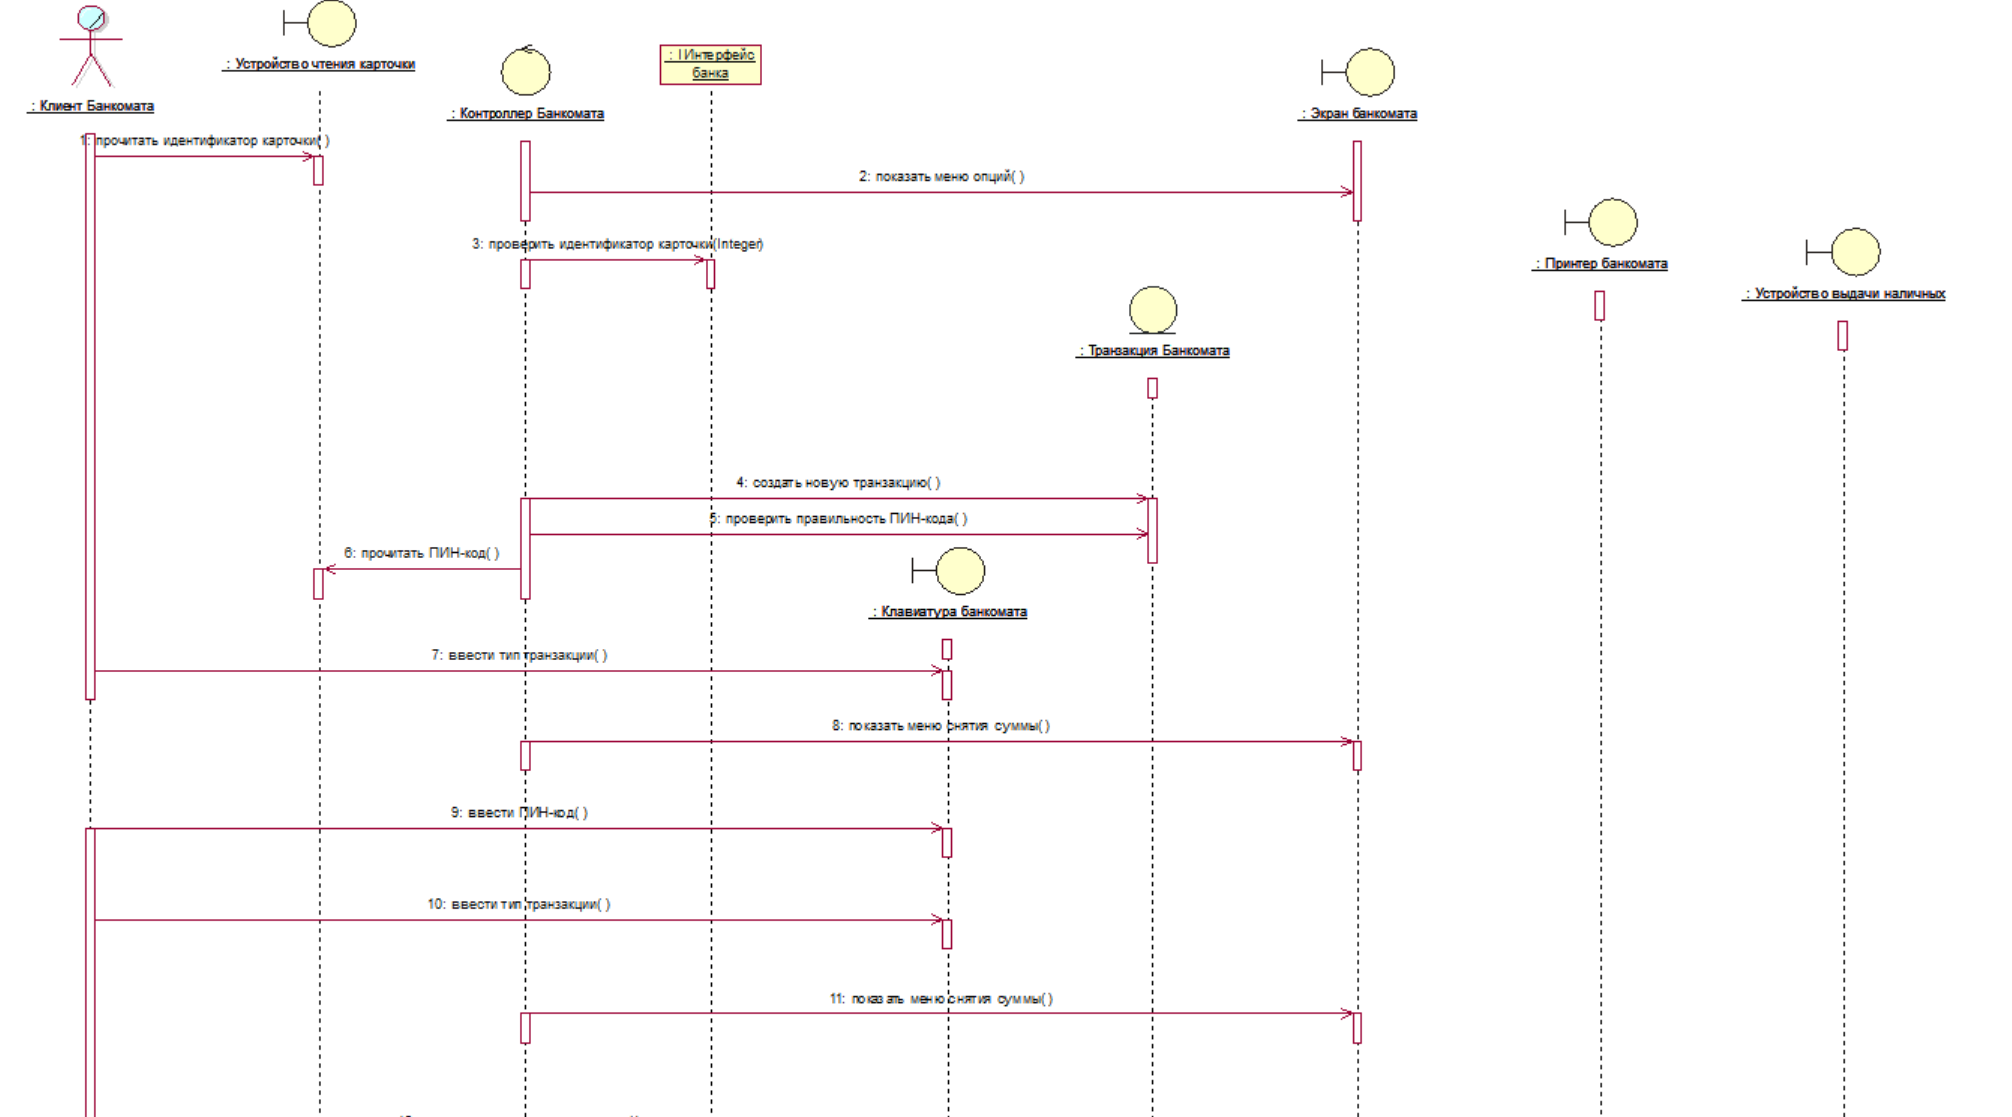 : Устройство чтения карточки
: IИнтерфейс
банка
: Клиент Банкомата
: Контроллер Банкомата
: Экран банкомата
1: прочитать идентификатор карточки( )
2: показать меню опций( )
3: проверить идентификатор карточки(Integer)
: Принтер банкомата
: Устройство выдачи наличных
: Транзакция Банкомата
4: создать новую транзакцию( )
5: проверить правильность ПИН-кода( )
6: прочитать ПИН-код( )
: Клавиатура банкомата
7: ввести тип транзакции( )
8: показать меню снятия суммы( )
9: ввести ПИН-код( )
10: ввести тип транзакции( )
11: показать меню снятия суммы( )